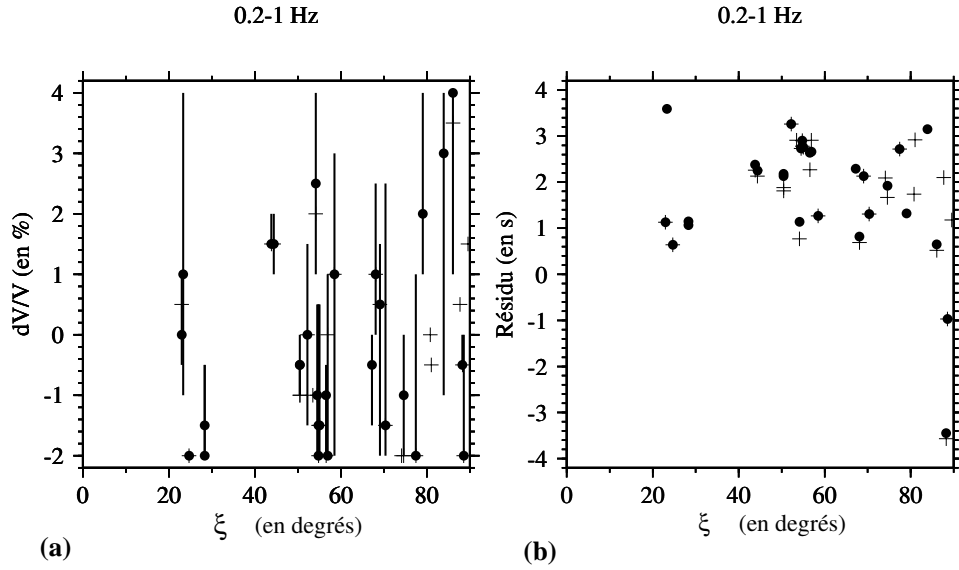 0.2-1 Hz
4
3
2
1
0
-1
-2
dV/V (en %)
0 20 40 60 80
ξ (en degrés)
(a)
0.2-1 Hz
4
3
2
1
0
-1
-2
-3
-4
Résidu (en s)
0 20 40 60 80
ξ (en degrés)
(b)